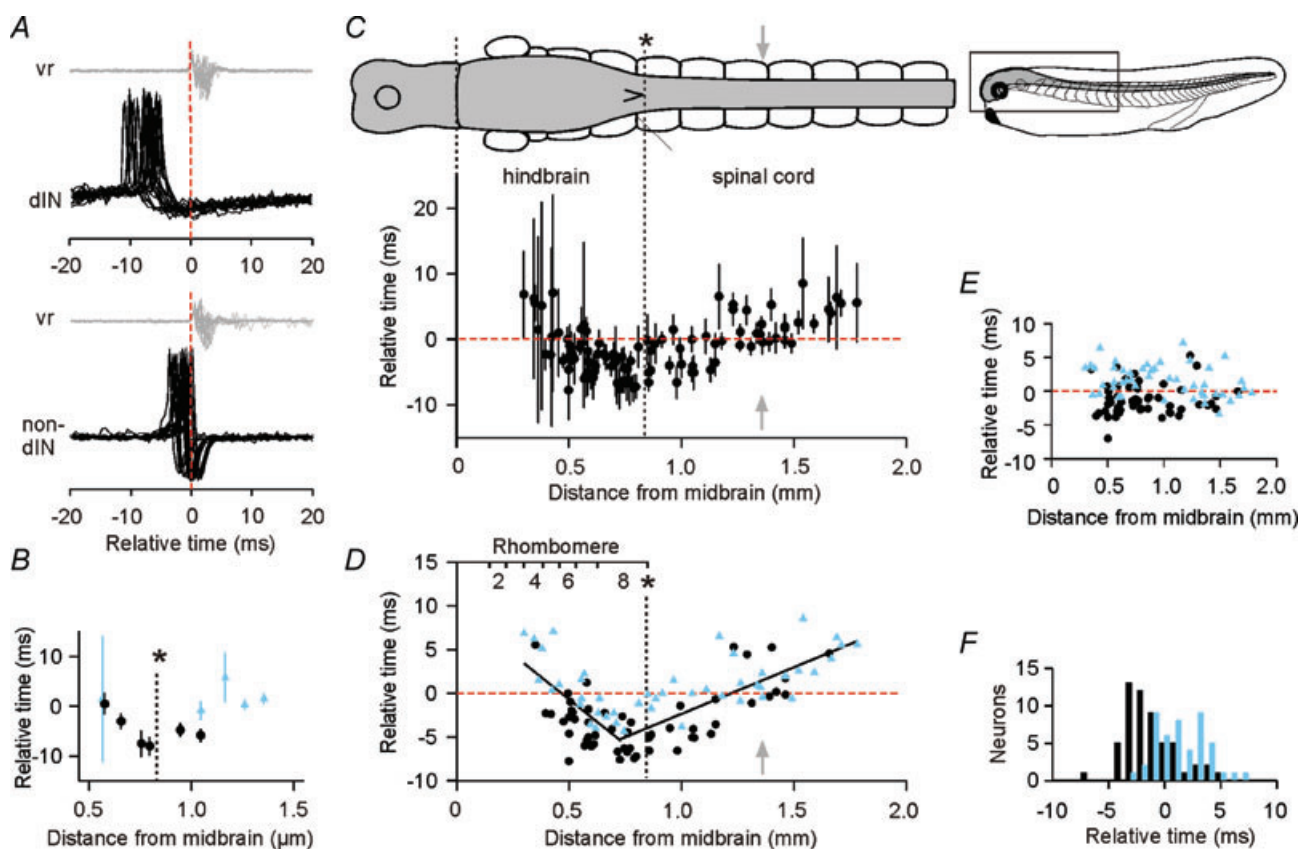 A
vr
dIN
-20 -10 0 10 20
vr
non-
dIN
-20 -10 0 10 20
Relative time (ms)
B
Relative time (ms)
10
0
-10
*
0.5 1.0 1.5
Distance from midbrain (µm)
C
*
V
hindbrain spinal cord
Relative time (ms)
20
10
0
-10
0 0.5 1.0 1.5 2.0
Distance from midbrain (mm)
D
Rhombomere
2 4 6 8 *
Relative time (ms)
15
10
5
0
-5
-10
0 0.5 1.0 1.5 2.0
Distance from midbrain (mm)
E
Relative time (ms)
10
5
0
-5
-10
0 0.5 1.0 1.5 2.0
Distance from midbrain (mm)
F
Neurons
15
10
5
0
-10 -5 0 5 10
Relative time (ms)